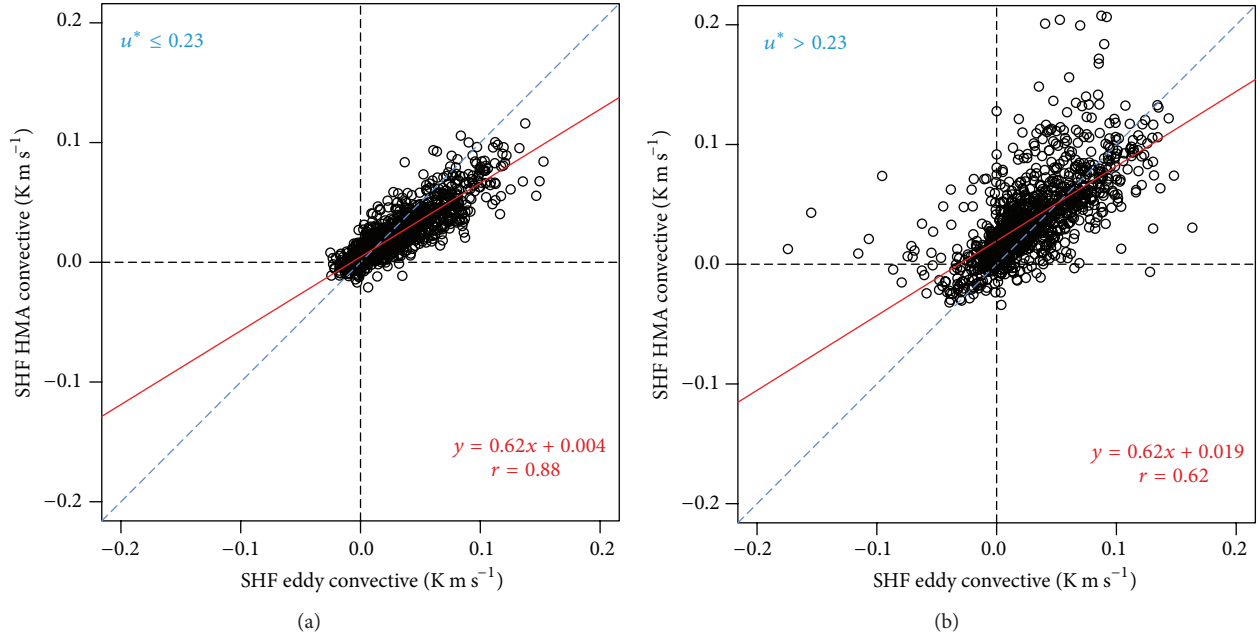 u* ≤ 0.23
0.2
0.1
0.0
−0.1
−0.2
SHF HMA convective (K m s⁻¹)
y = 0.62x + 0.004
r = 0.88
−0.2 −0.1 0.0 0.1 0.2
SHF eddy convective (K m s⁻¹)
(a)
u* > 0.23
0.2
0.1
0.0
−0.1
−0.2
SHF HMA convective (K m s⁻¹)
y = 0.62x + 0.019
r = 0.62
−0.2 −0.1 0.0 0.1 0.2
SHF eddy convective (K m s⁻¹)
(b)